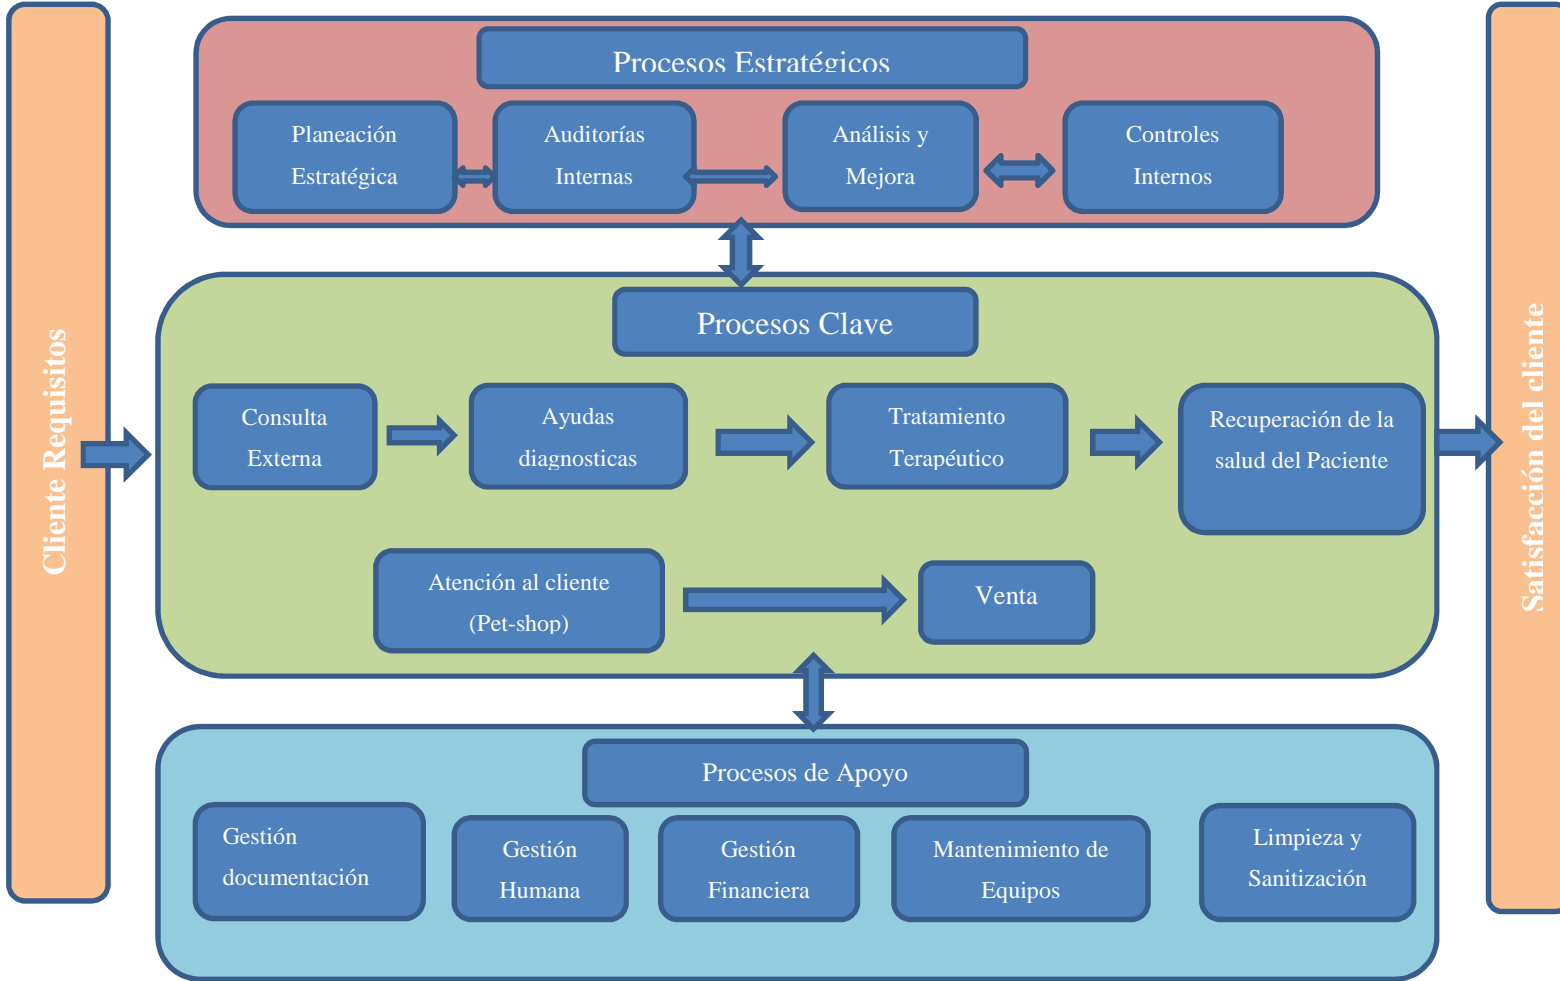 Procesos Estratégicos
Planeación
Estratégica
Auditorías
Internas
Análisis y
Mejora
Controles
Internos
Cliente Requisitos
Procesos Clave
Consulta
Externa
Ayudas
diagnosticas
Tratamiento
Terapéutico
Recuperación de la
salud del Paciente
Atención al cliente
(Pet-shop)
Venta
Satisfacción del cliente
Procesos de Apoyo
Gestión
documentación
Gestión
Humana
Gestión
Financiera
Mantenimiento de
Equipos
Limpieza y
Sanitización